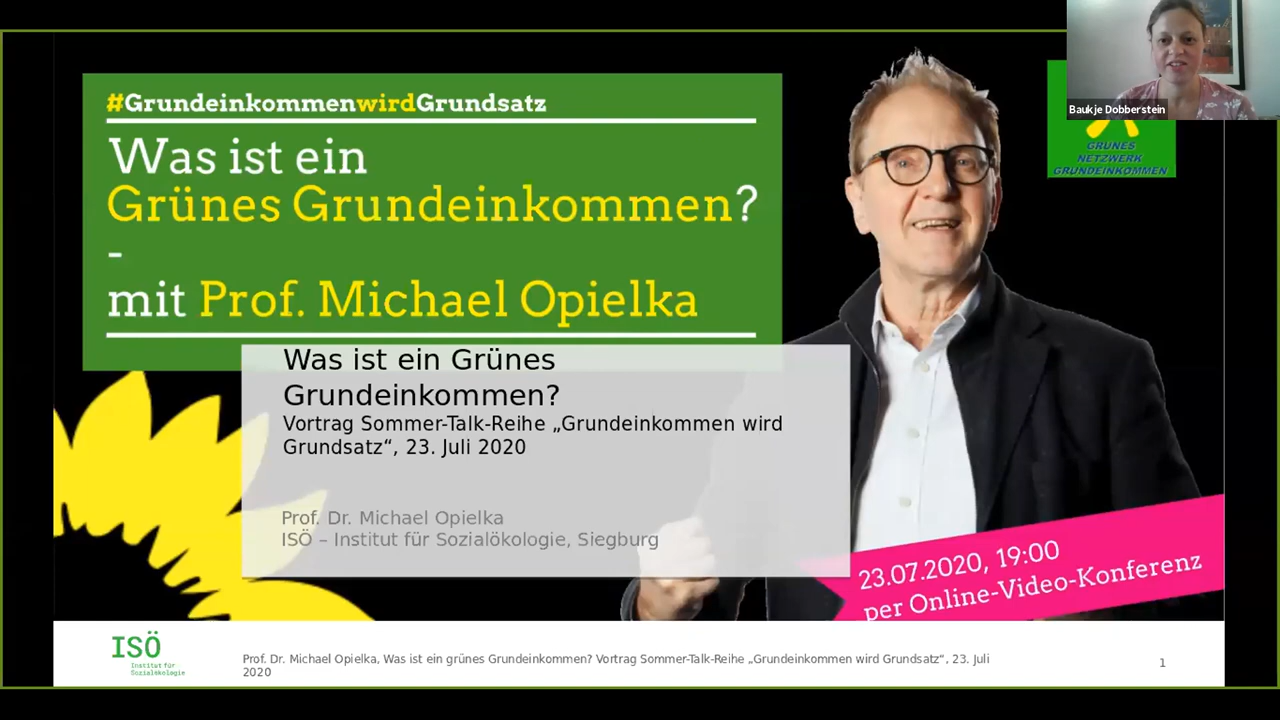 #GrundeinkommenwirdGrundsatz
Was ist ein
Grünes Grundeinkommen?
-
mit Prof. Michael Opielka
Baukje Dobberstein
GRÜNES
NETZWERK
GRUNDEINKOMMEN
Was ist ein Grünes
Grundeinkommen?
Vortrag Sommer-Talk-Reihe „Grundeinkommen wird
Grundsatz“, 23. Juli 2020
Prof. Dr. Michael Opielka
ISÖ – Institut für Sozialökologie, Siegburg
23.07.2020, 19:00
per Online-Video-Konferenz
ISÖ
Institut für
Sozialökologie
Prof. Dr. Michael Opielka, Was ist ein grünes Grundeinkommen? Vortrag Sommer-Talk-Reihe „Grundeinkommen wird Grundsatz“, 23. Juli
2020
1